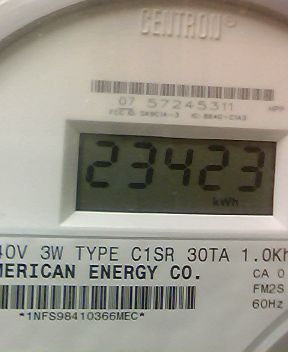 CENTRON®
07 57245311
23423
kWh
40V 3W TYPE C1SR 30TA 1.0Kh
MERICAN ENERGY CO.
CA 0
FM2S
60Hz
*1NFS98410366MEC*